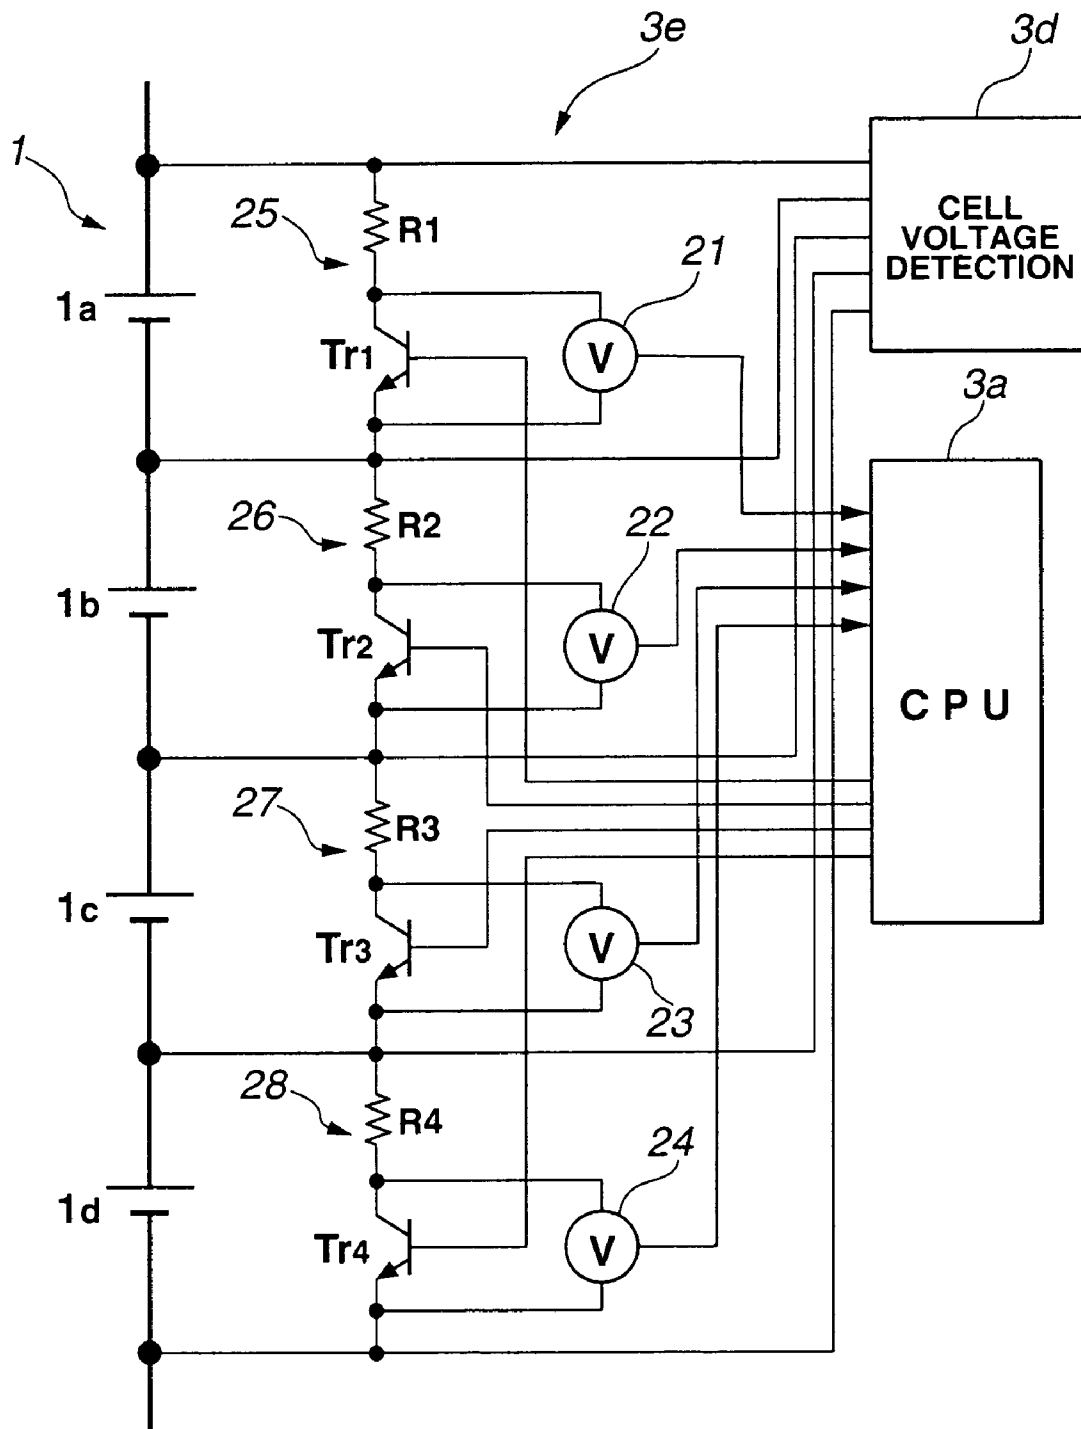 3e
3d
1
CELL
VOLTAGE
DETECTION
25
R1
21
1a
Tr1
V
3a
26
R2
22
1b
Tr2
V
CPU
27
R3
1c
Tr3
V
23
28
R4
24
1d
Tr4
V